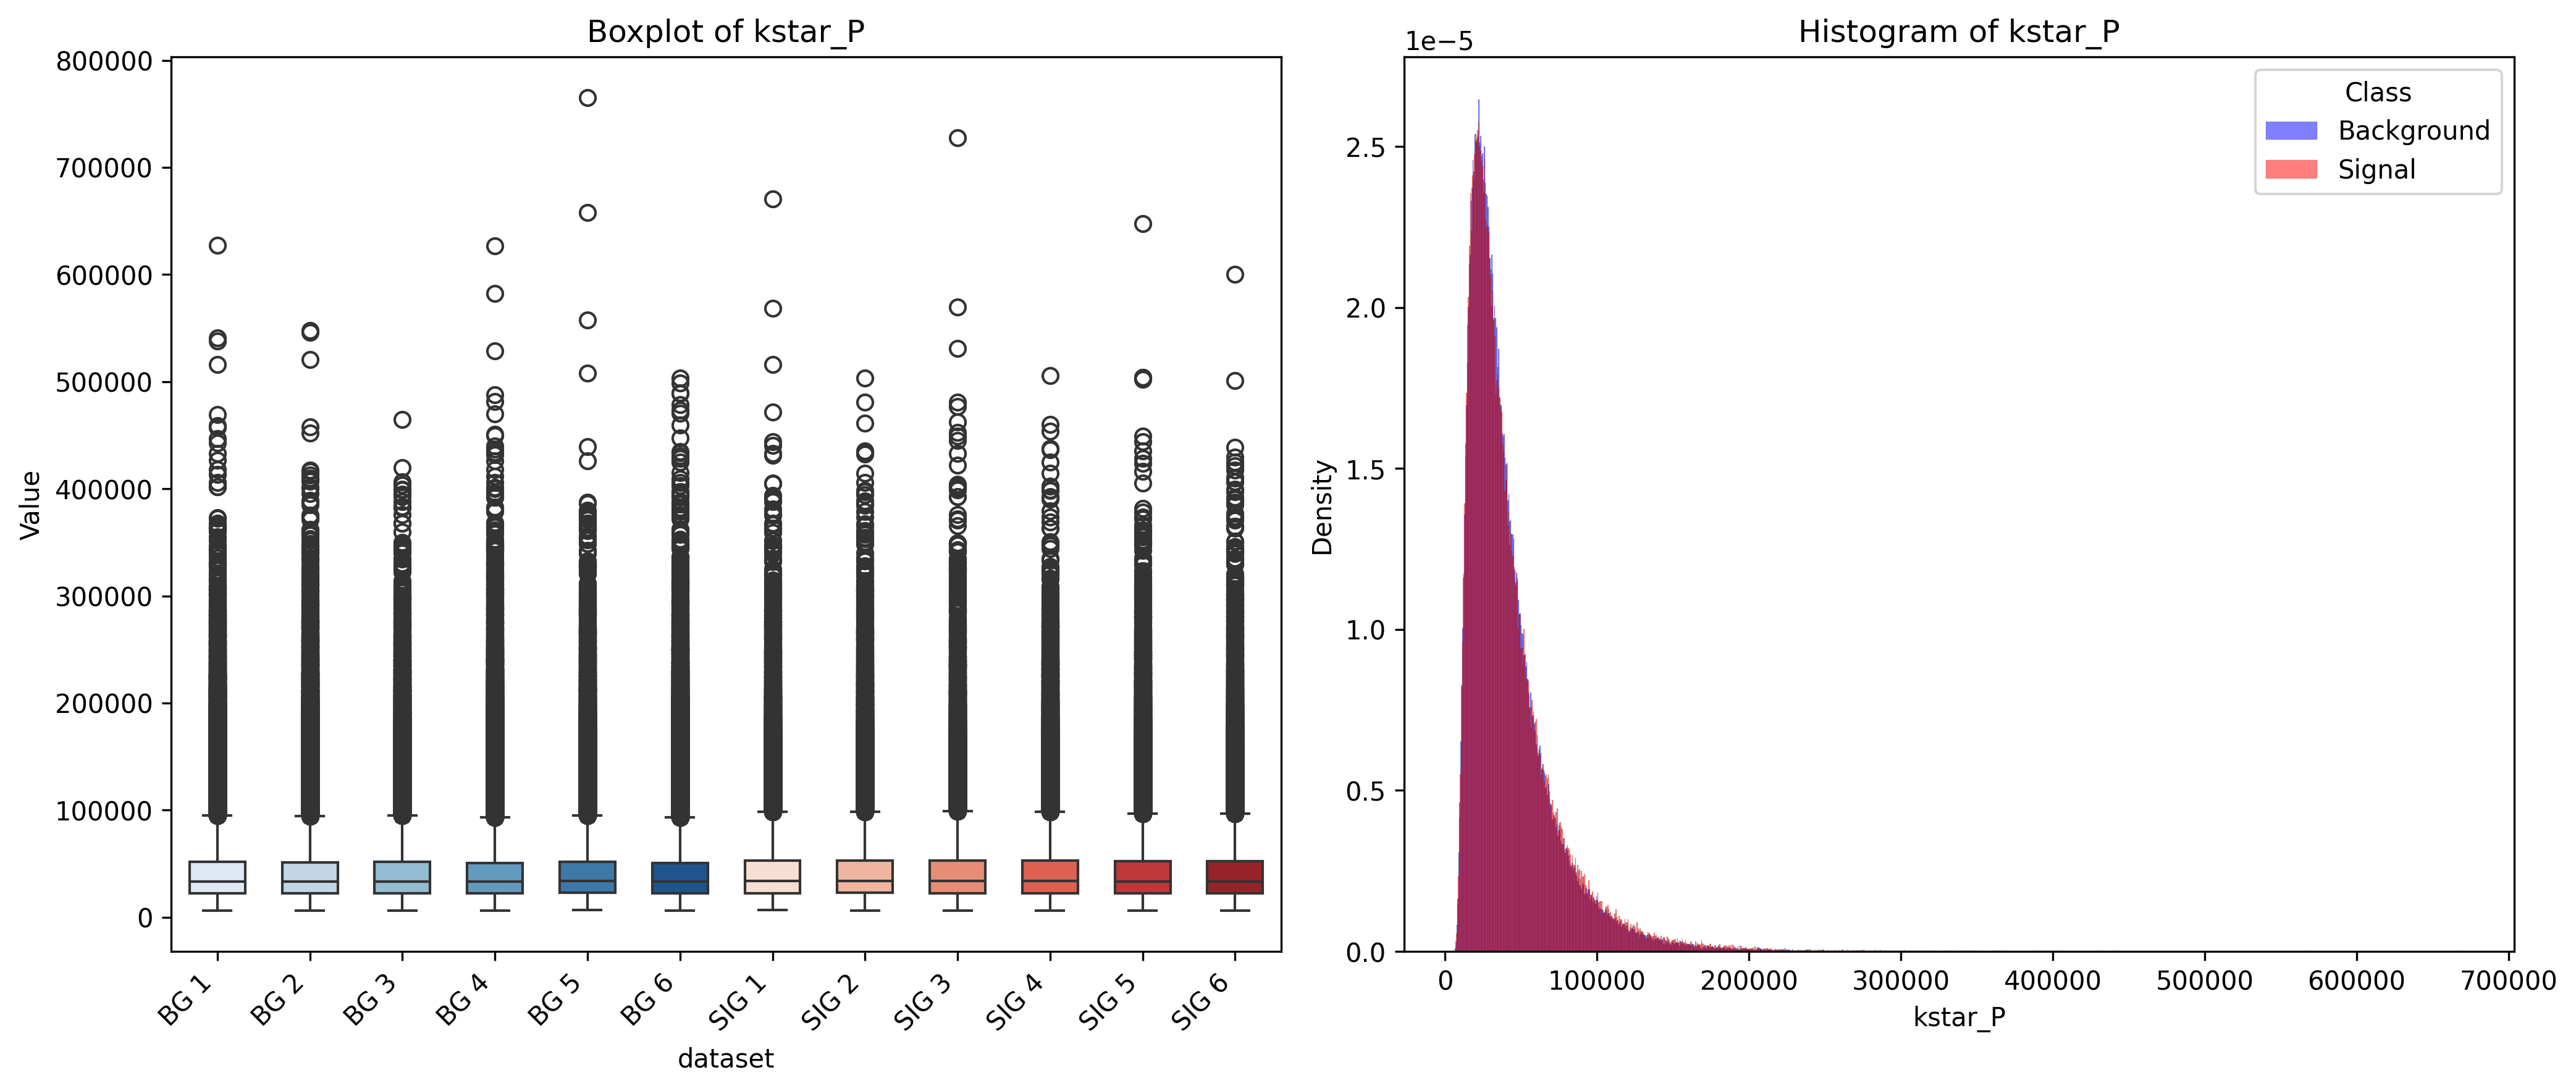 Boxplot of kstar_P
800000
700000
600000
500000
400000
300000
200000
100000
0
Value
BG 1
BG 2
BG 3
BG 4
BG 5
BG 6
SIG 1
SIG 2
SIG 3
SIG 4
SIG 5
SIG 6
dataset
Histogram of kstar_P
1e−5
Class
Background
Signal
2.5
2.0
1.5
1.0
0.5
0.0
Density
0
100000
200000
300000
400000
500000
600000
700000
kstar_P